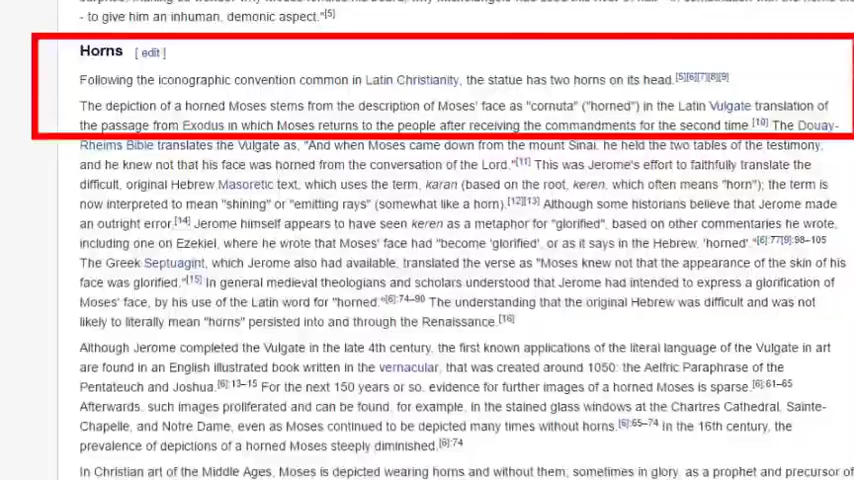 - to give him an inhuman, demonic aspect."[5]
Horns [ edit ]
Following the iconographic convention common in Latin Christianity, the statue has two horns on its head.[5][6][7][8][9]
The depiction of a horned Moses stems from the description of Moses' face as "cornuta" ("horned") in the Latin Vulgate translation of
the passage from Exodus in which Moses returns to the people after receiving the commandments for the second time.[10] The Douay-
Rheims Bible translates the Vulgate as, "And when Moses came down from the mount Sinai, he held the two tables of the testimony,
and he knew not that his face was horned from the conversation of the Lord."[11] This was Jerome's effort to faithfully translate the
difficult, original Hebrew Masoretic text, which uses the term, karan (based on the root, keren, which often means "horn"); the term is
now interpreted to mean "shining" or "emitting rays" (somewhat like a horn).[12][13] Although some historians believe that Jerome made
an outright error,[14] Jerome himself appears to have seen keren as a metaphor for "glorified", based on other commentaries he wrote,
including one on Ezekiel, where he wrote that Moses' face had "become 'glorified', or as it says in the Hebrew, 'horned'."[6]:77[9]:98–105
The Greek Septuagint, which Jerome also had available, translated the verse as "Moses knew not that the appearance of the skin of his
face was glorified."[15] In general medieval theologians and scholars understood that Jerome had intended to express a glorification of
Moses' face, by his use of the Latin word for "horned."[6]:74–90 The understanding that the original Hebrew was difficult and was not
likely to literally mean "horns" persisted into and through the Renaissance.[16]
Although Jerome completed the Vulgate in the late 4th century, the first known applications of the literal language of the Vulgate in art
are found in an English illustrated book written in the vernacular, that was created around 1050: the Aelfric Paraphrase of the
Pentateuch and Joshua.[6]:13–15 For the next 150 years or so, evidence for further images of a horned Moses is sparse.[6]:61–65
Afterwards, such images proliferated and can be found, for example, in the stained glass windows at the Chartres Cathedral, Sainte-
Chapelle, and Notre Dame, even as Moses continued to be depicted many times without horns.[6]:65–74 In the 16th century, the
prevalence of depictions of a horned Moses steeply diminished.[6]:74
In Christian art of the Middle Ages, Moses is depicted wearing horns and without them; sometimes in glory, as a prophet and precursor of